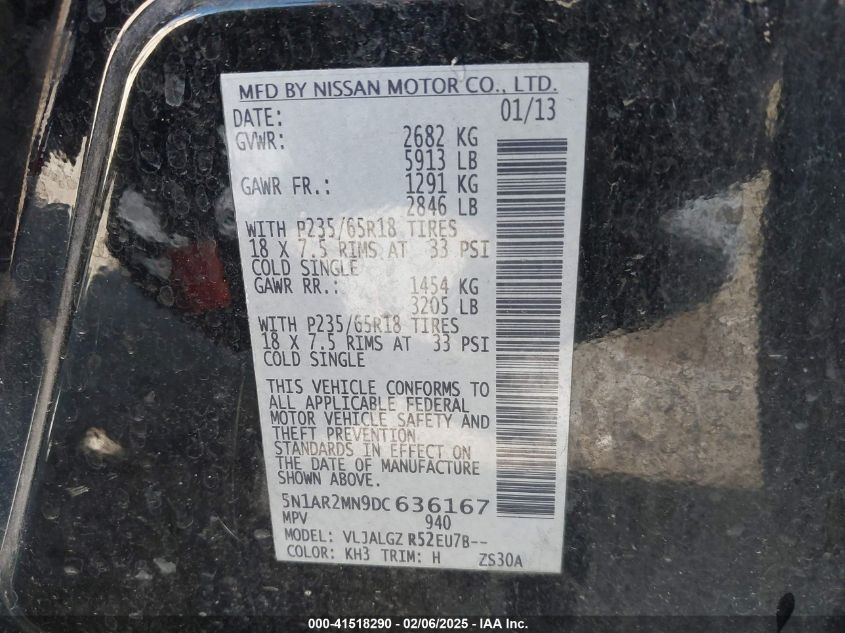 MFD BY NISSAN MOTOR CO., LTD.
DATE: 01/13
GVWR: 2682 KG
5913 LB
GAWR FR.: 1291 KG
2846 LB
WITH P235/65R18 TIRES
18 X 7.5 RIMS AT 33 PSI
COLD SINGLE
GAWR RR.: 1454 KG
3205 LB
WITH P235/65R18 TIRES
18 X 7.5 RIMS AT 33 PSI
COLD SINGLE
THIS VEHICLE CONFORMS TO
ALL APPLICABLE FEDERAL
MOTOR VEHICLE SAFETY AND
THEFT PREVENTION
STANDARDS IN EFFECT ON
THE DATE OF MANUFACTURE
SHOWN ABOVE.
5N1AR2MN9DC636167
MPV 940
MODEL: VLJALGZ R52EU7B--
COLOR: KH3 TRIM: H ZS30A
000-41518290 - 02/06/2025 - IAA Inc.